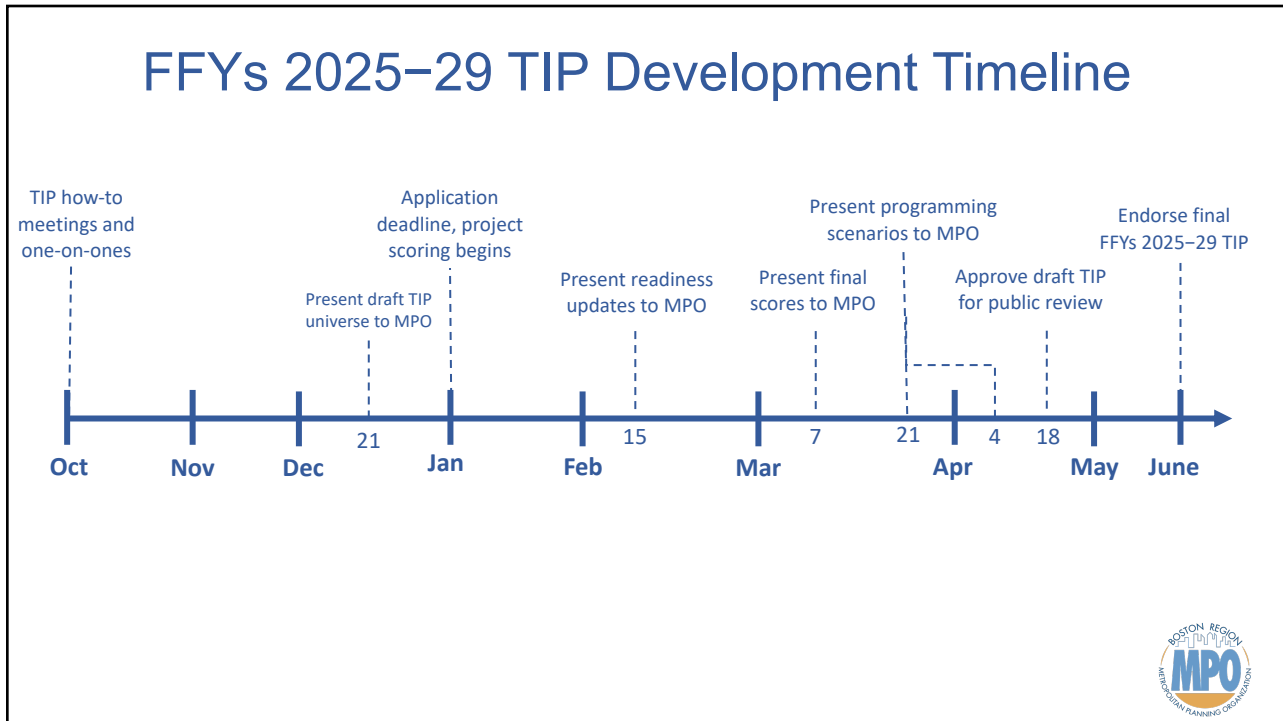 FFYs 2025−29 TIP Development Timeline
TIP how-to
meetings and
one-on-ones
Present draft TIP
universe to MPO
Application
deadline, project
scoring begins
Present readiness
updates to MPO
Present final
scores to MPO
Present programming
scenarios to MPO
Approve draft TIP
for public review
Endorse final
FFYs 2025−29 TIP
21
15
7
21
4
18
Oct
Nov
Dec
Jan
Feb
Mar
Apr
May
June
BOSTON REGION
MPO
METROPOLITAN PLANNING ORGANIZATION